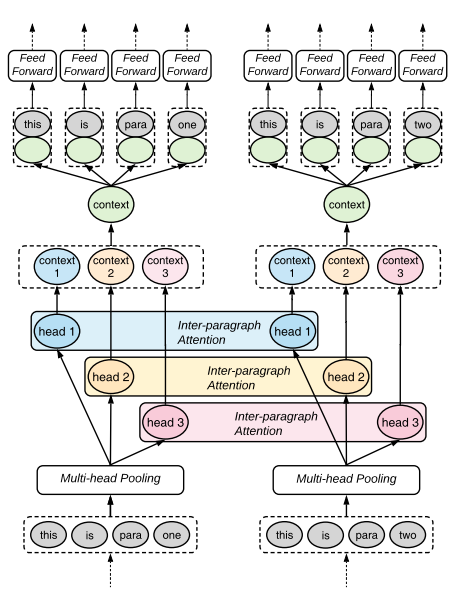 Feed Forward Feed Forward Feed Forward Feed Forward Feed Forward Feed Forward Feed Forward Feed Forward
this is para one this is para two
context context
context 1 context 2 context 3 context 1 context 2 context 3
head 1 Inter-paragraph Attention head 1
head 2 Inter-paragraph Attention head 2
head 3 Inter-paragraph Attention head 3
Multi-head Pooling Multi-head Pooling
this is para one this is para two